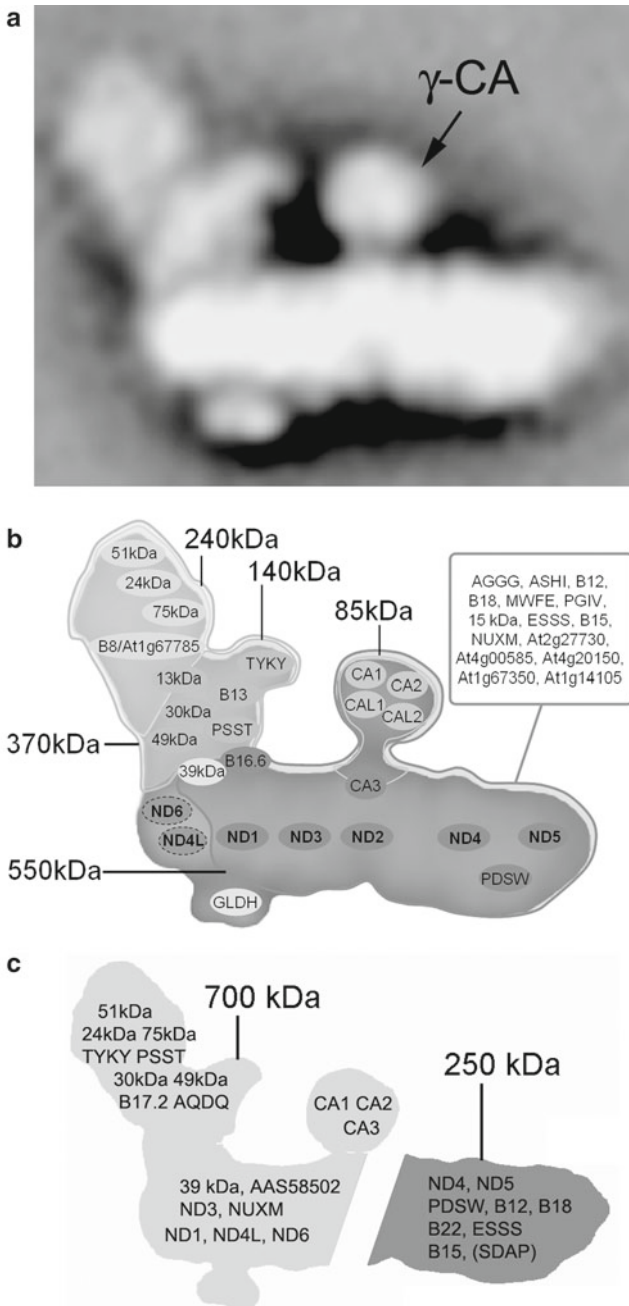 a
γ-CA
b
240kDa
140kDa
85kDa
51kDa
24kDa
75kDa
B8/At1g67785
TYKY
13kDa
B13
30kDa
PSST
49kDa
370kDa
39kDa
B16.6
CA1
CA2
CAL1
CAL2
CA3
AGGG, ASHI, B12,
B18, MWFE, PGIV,
15 kDa, ESSS, B15,
NUXM, At2g27730,
At4g00585, At4g20150,
At1g67350, At1g14105
ND6
ND4L
ND1
ND3
ND2
ND4
ND5
PDSW
550kDa
GLDH
c
700 kDa
250 kDa
51kDa
24kDa 75kDa
TYKY PSST
30kDa 49kDa
B17.2 AQDQ
CA1 CA2
CA3
39 kDa, AAS58502
ND3, NUXM
ND1, ND4L, ND6
ND4, ND5
PDSW, B12, B18
B22, ESSS
B15, (SDAP)